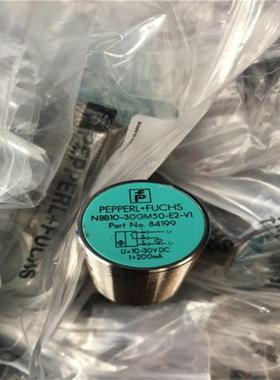 PEPPERL+FUCHS
NBB10-30GM50-E2-V1
Part No. 84199
L+
L-
U=10-30VDC
I=200mA
PEPPERL+FUCHS